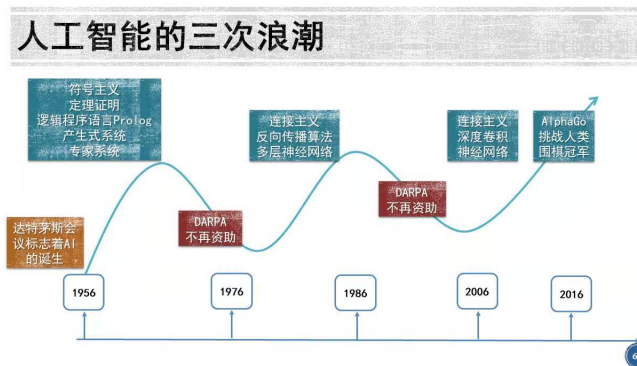 人工智能的三次浪潮
符号主义
定理证明
逻辑程序语言Prolog
产生式系统
专家系统
连接主义
反向传播算法
多层神经网络
连接主义
深度卷积
神经网络
AlphaGo
挑战人类
围棋冠军
DARPA
不再资助
DARPA
不再资助
达特茅斯会
议标志着AI
的诞生
1956
1976
1986
2006
2016
6